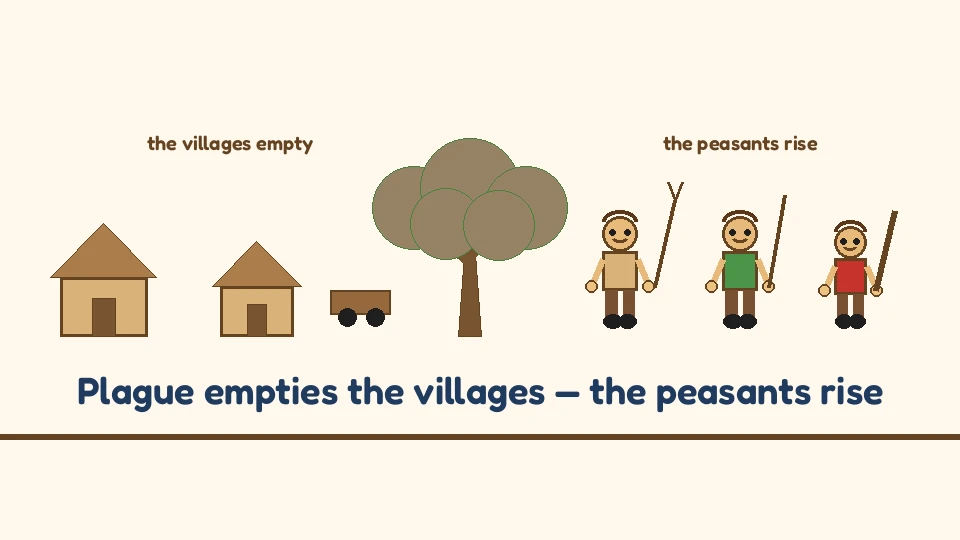 the villages empty
the peasants rise
Plague empties the villages — the peasants rise